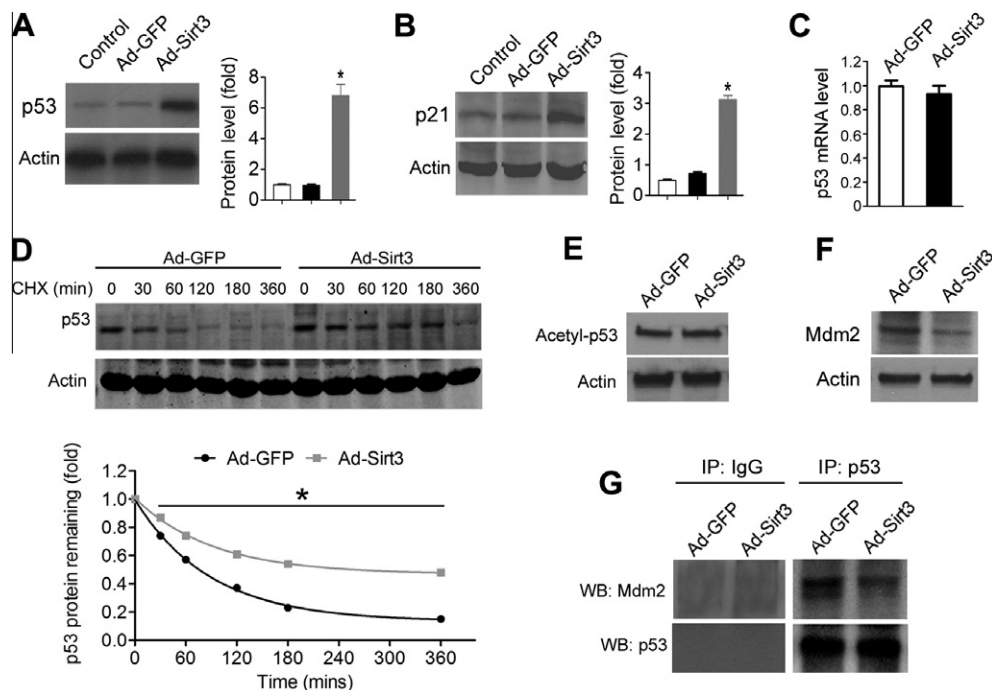 A
Control
Ad-GFP
Ad-Sirt3
p53
Actin
Protein level (fold)
8
6
4
2
0
*
B
Control
Ad-GFP
Ad-Sirt3
p21
Actin
Protein level (fold)
4
3
2
1
0
*
C
Ad-GFP
Ad-Sirt3
p53 mRNA level
1.2
1.0
0.8
0.6
0.4
0.2
0
D
Ad-GFP Ad-Sirt3
CHX (min) 0 30 60 120 180 360 0 30 60 120 180 360
p53
Actin
Ad-GFP Ad-Sirt3
p53 protein remaining (fold)
1.2
1.0
0.8
0.6
0.4
0.2
0.0
*
0 60 120 180 240 300 360
Time (mins)
E
Ad-GFP
Ad-Sirt3
Acetyl-p53
Actin
F
Ad-GFP
Ad-Sirt3
Mdm2
Actin
G
IP: IgG IP: p53
Ad-GFP
Ad-Sirt3
Ad-GFP
Ad-Sirt3
WB: Mdm2
WB: p53